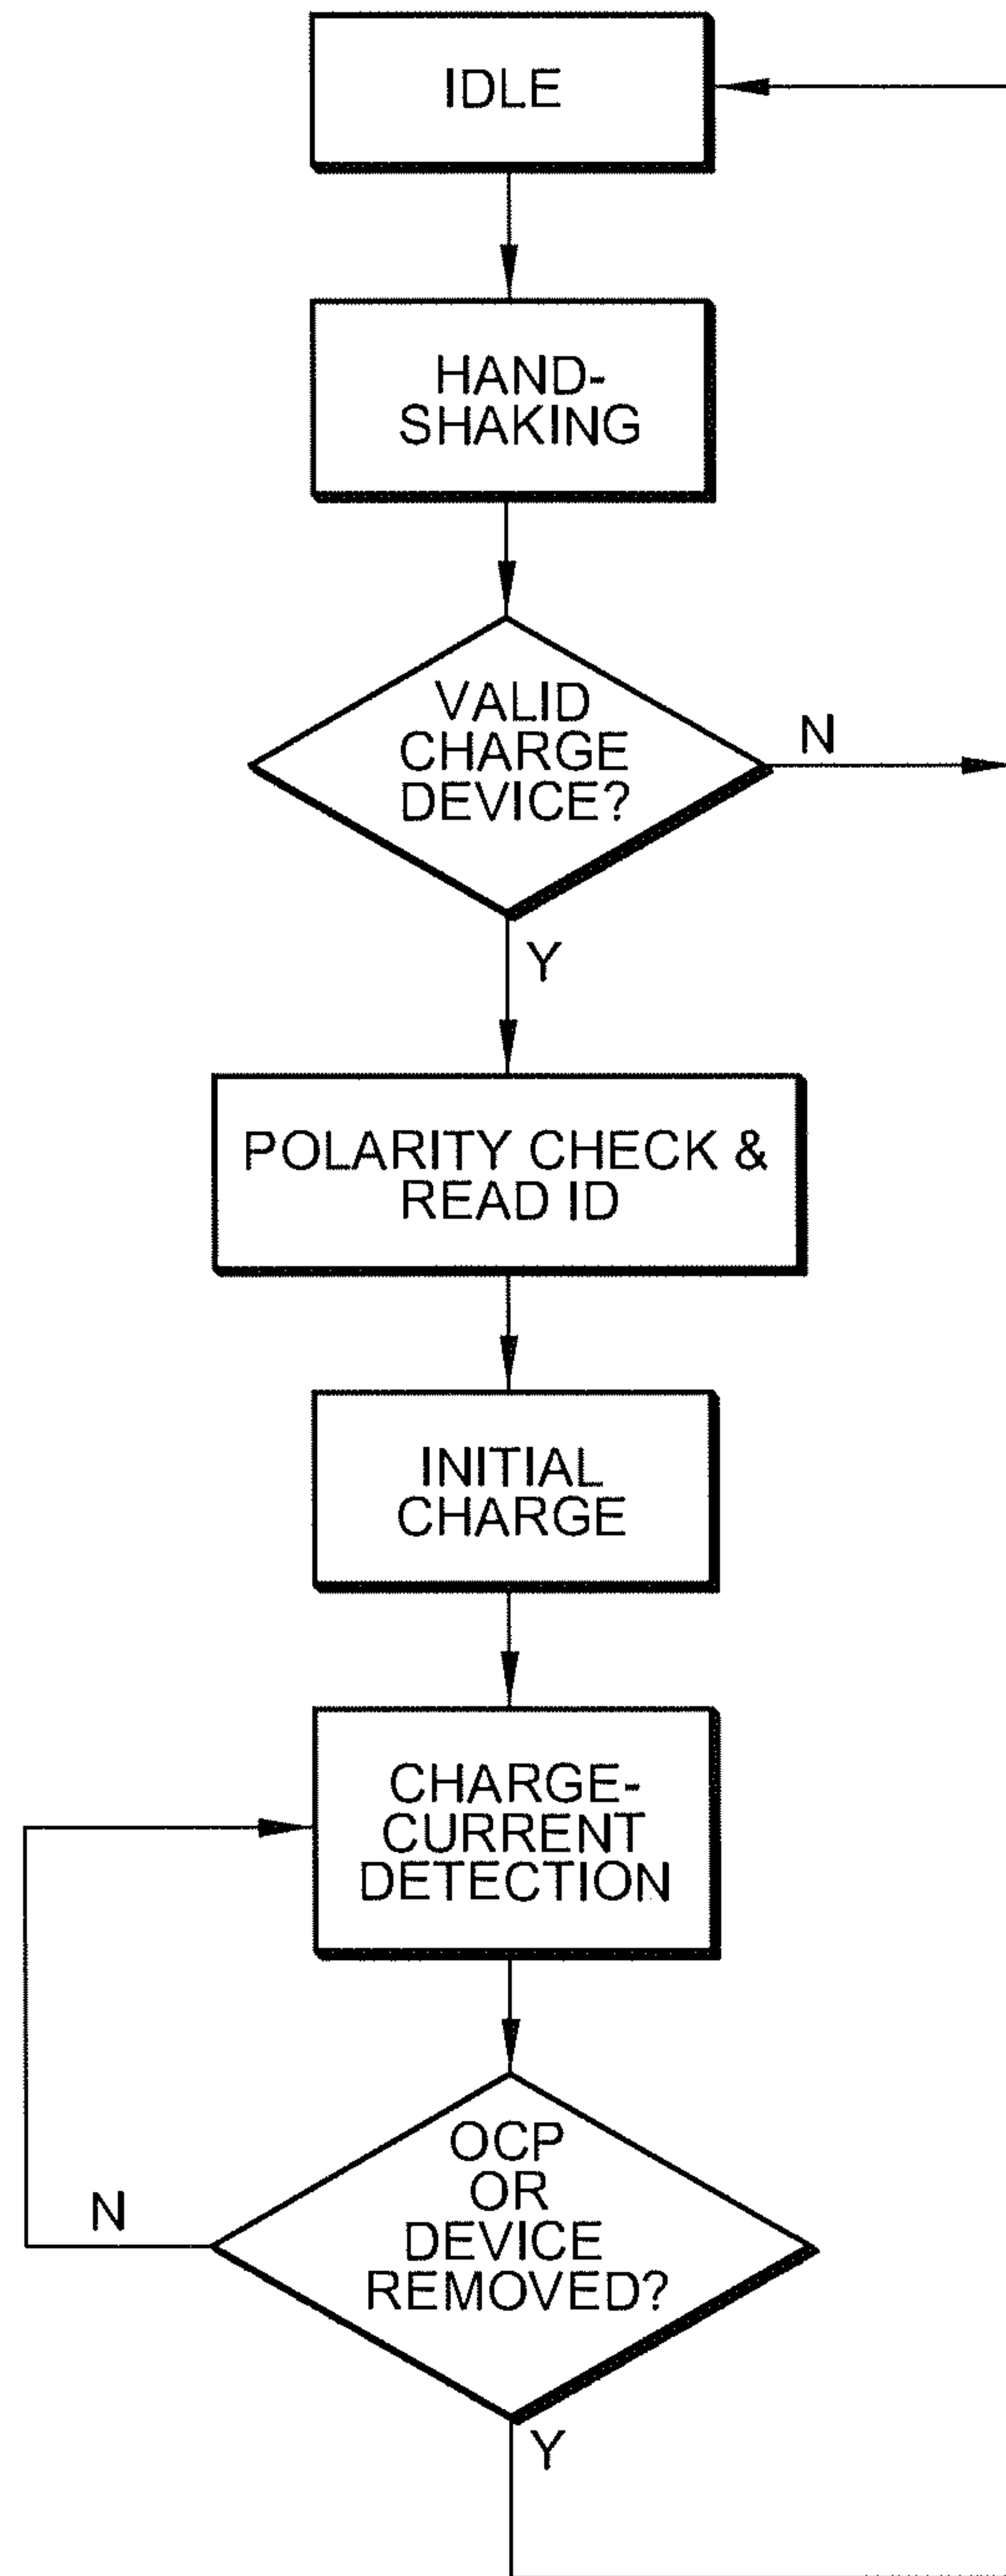 IDLE
HAND-
SHAKING
VALID
CHARGE
DEVICE?
N
Y
POLARITY CHECK &
READ ID
INITIAL
CHARGE
CHARGE-
CURRENT
DETECTION
OCP
OR
DEVICE
REMOVED?
N
Y